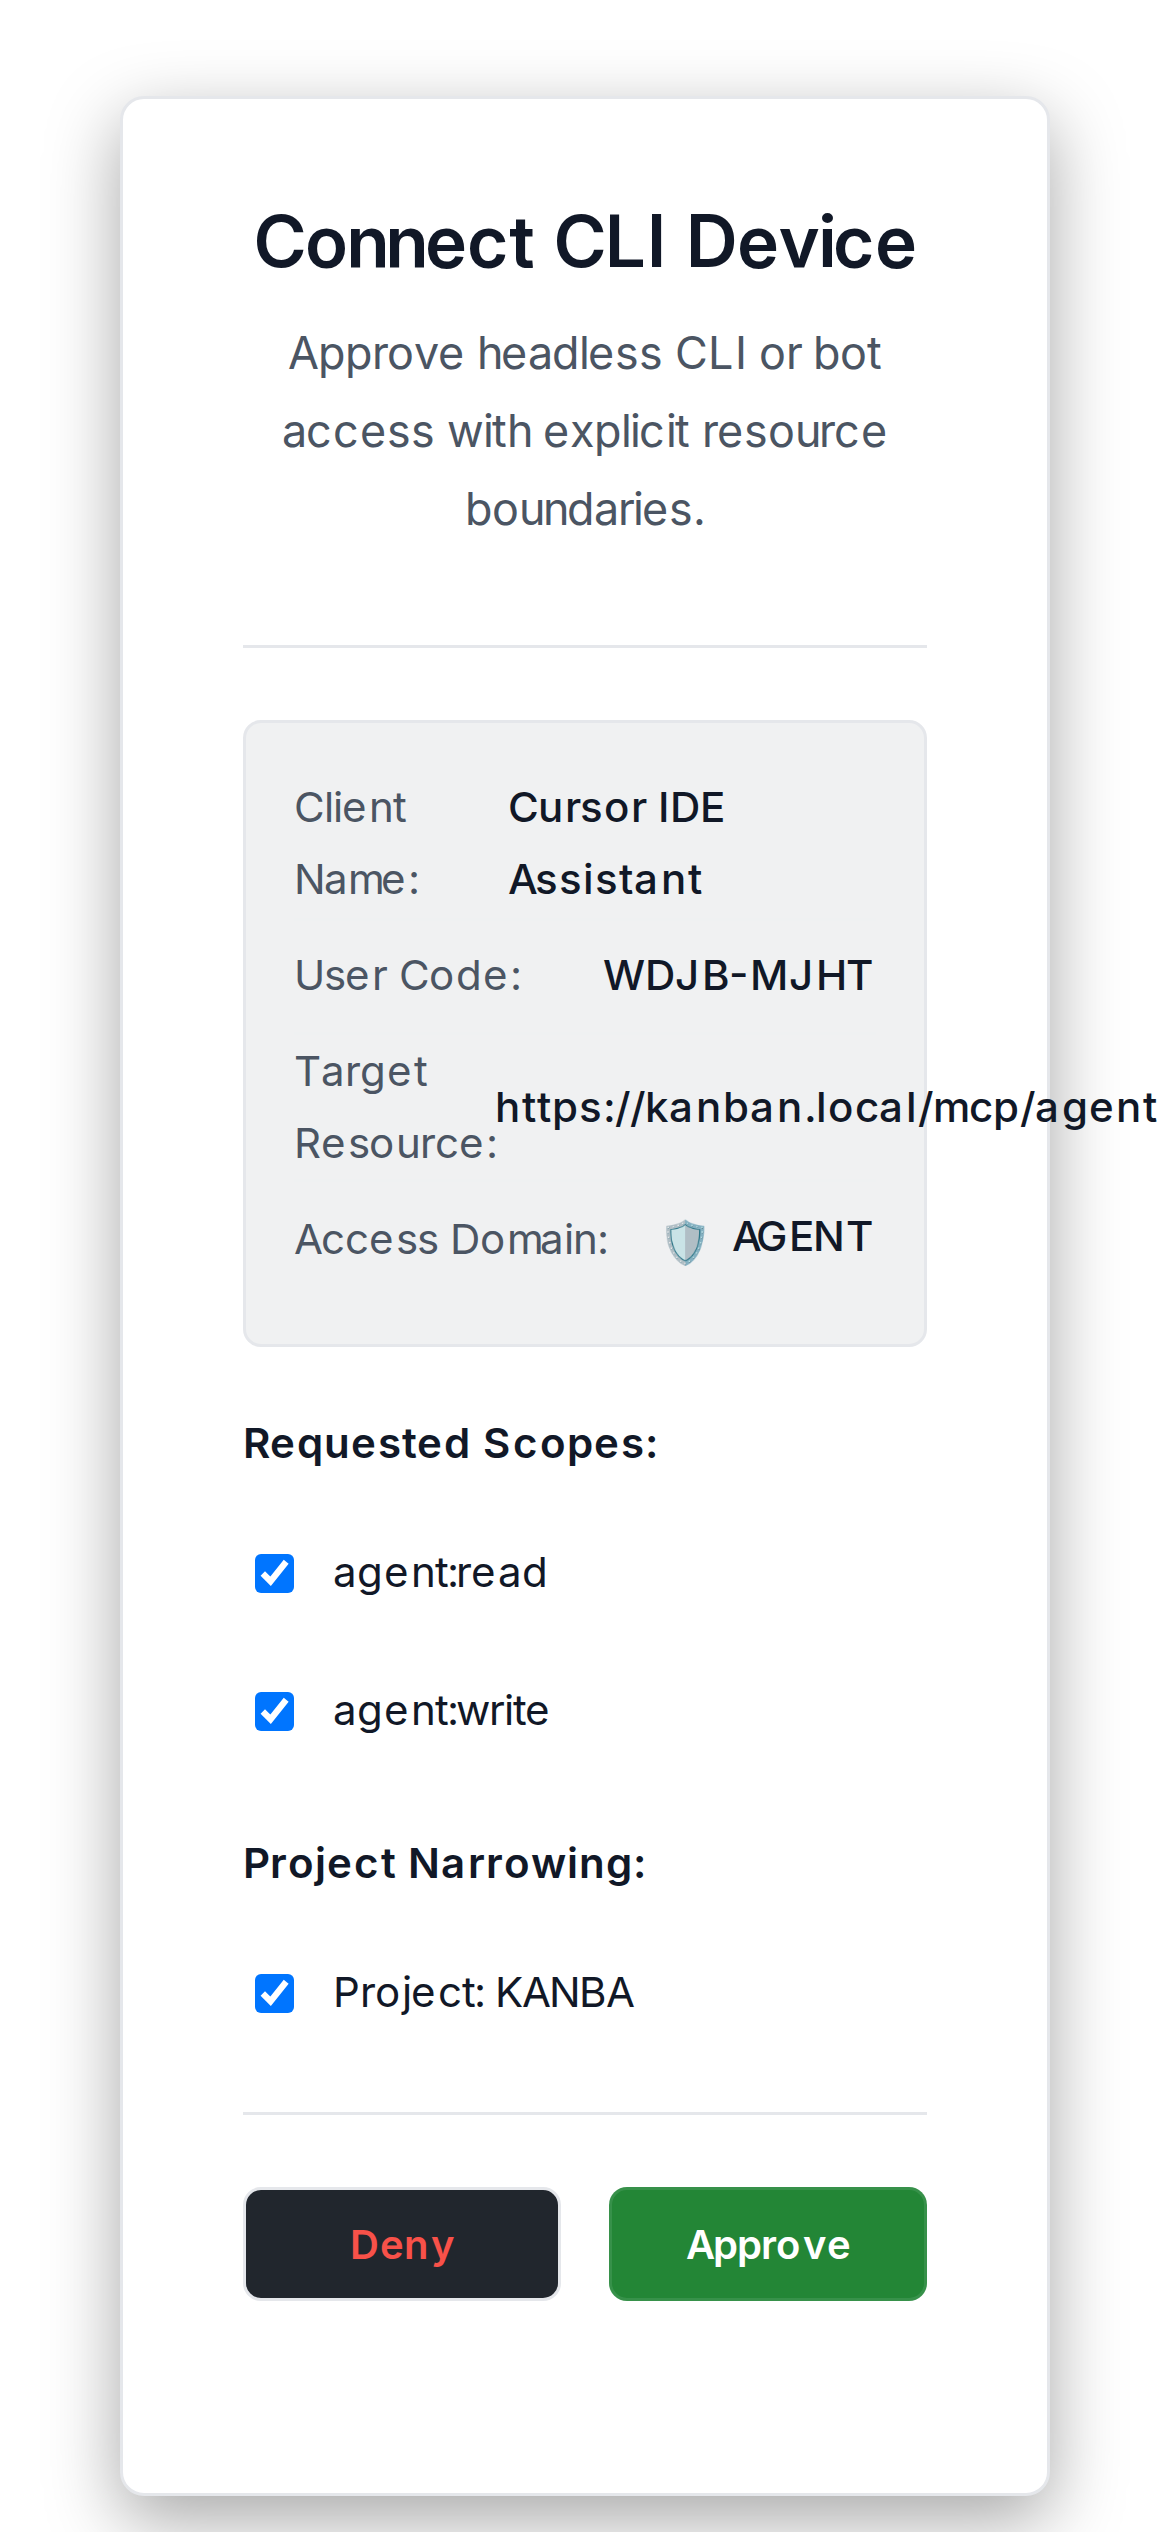 Connect CLI Device
Approve headless CLI or bot
access with explicit resource
boundaries.
Client
Name:
Cursor IDE
Assistant
User Code:
WDJB-MJHT
Target
Resource:
https://kanban.local/mcp/agent
Access Domain:
AGENT
Requested Scopes:
agent:read
agent:write
Project Narrowing:
Project: KANBA
Deny
Approve